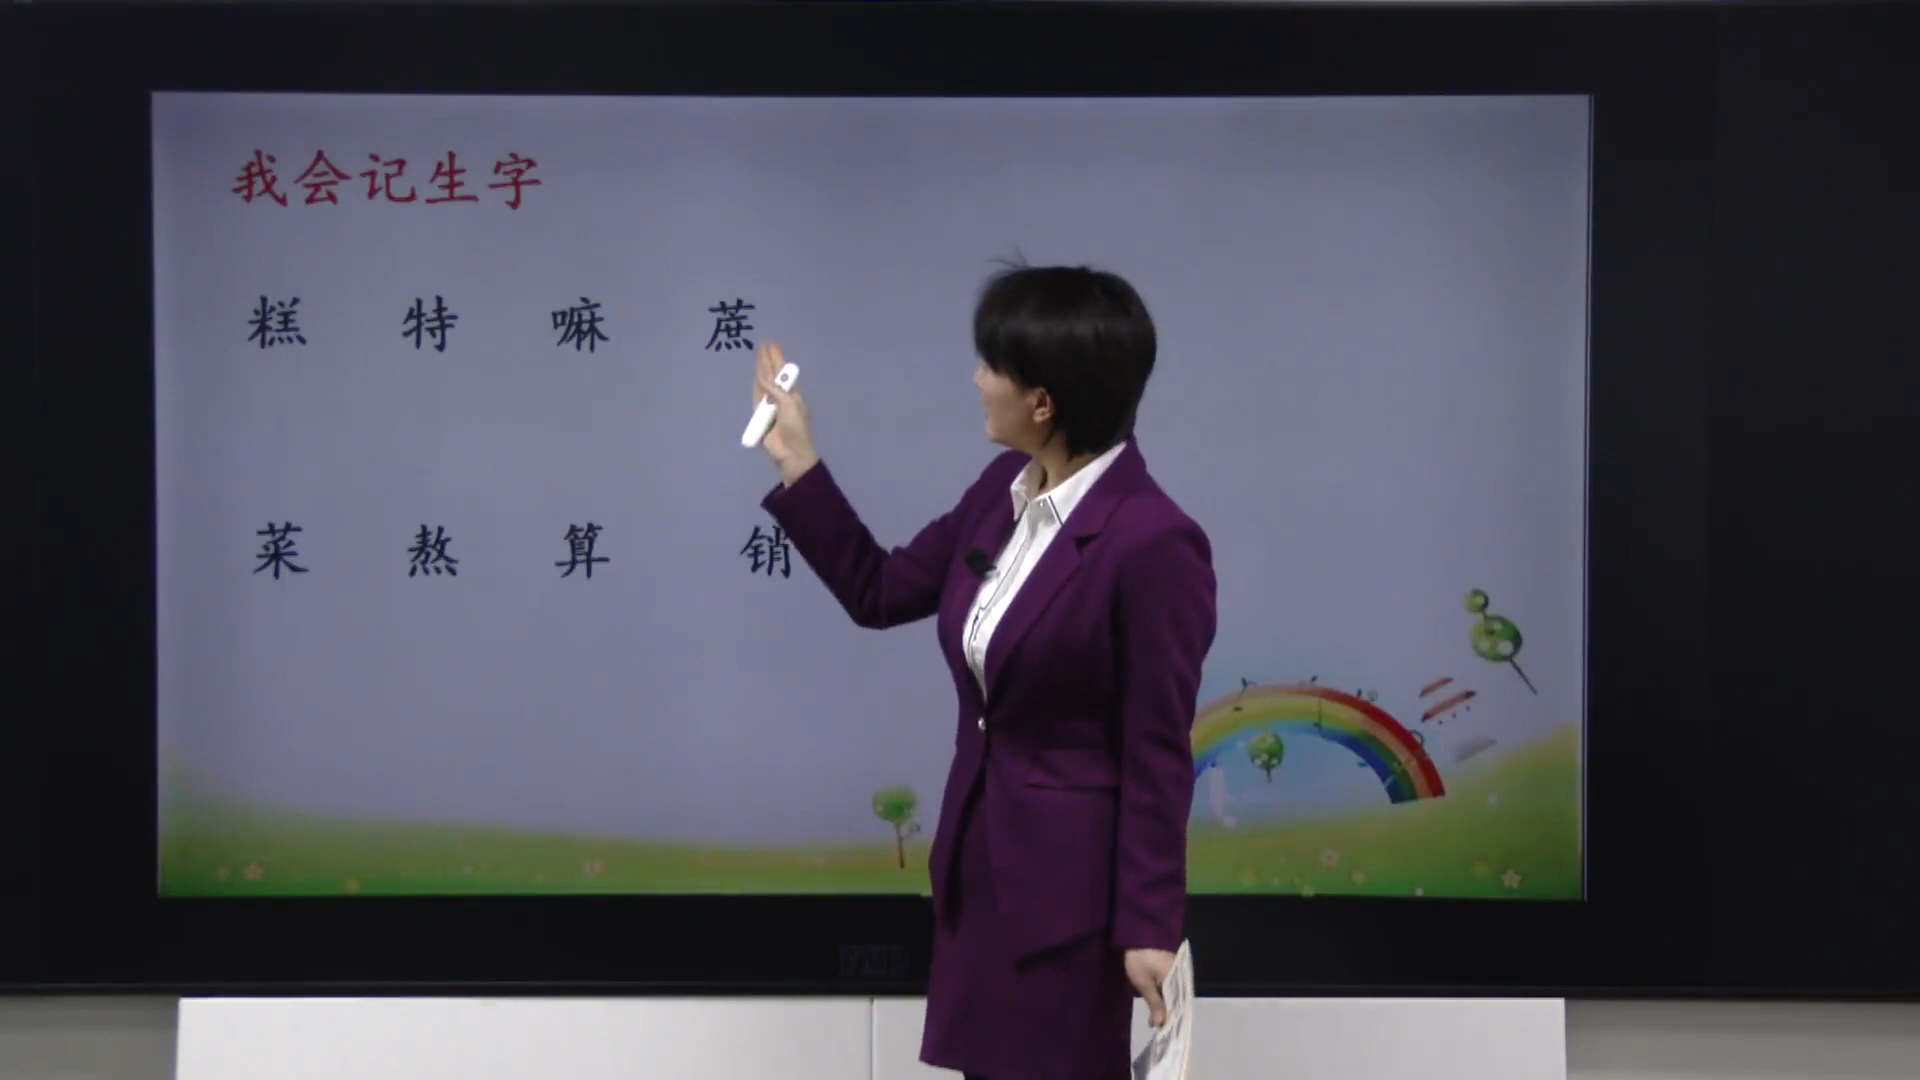 我会记生字
糕 特 嘛 蔗
菜 熬 算 销